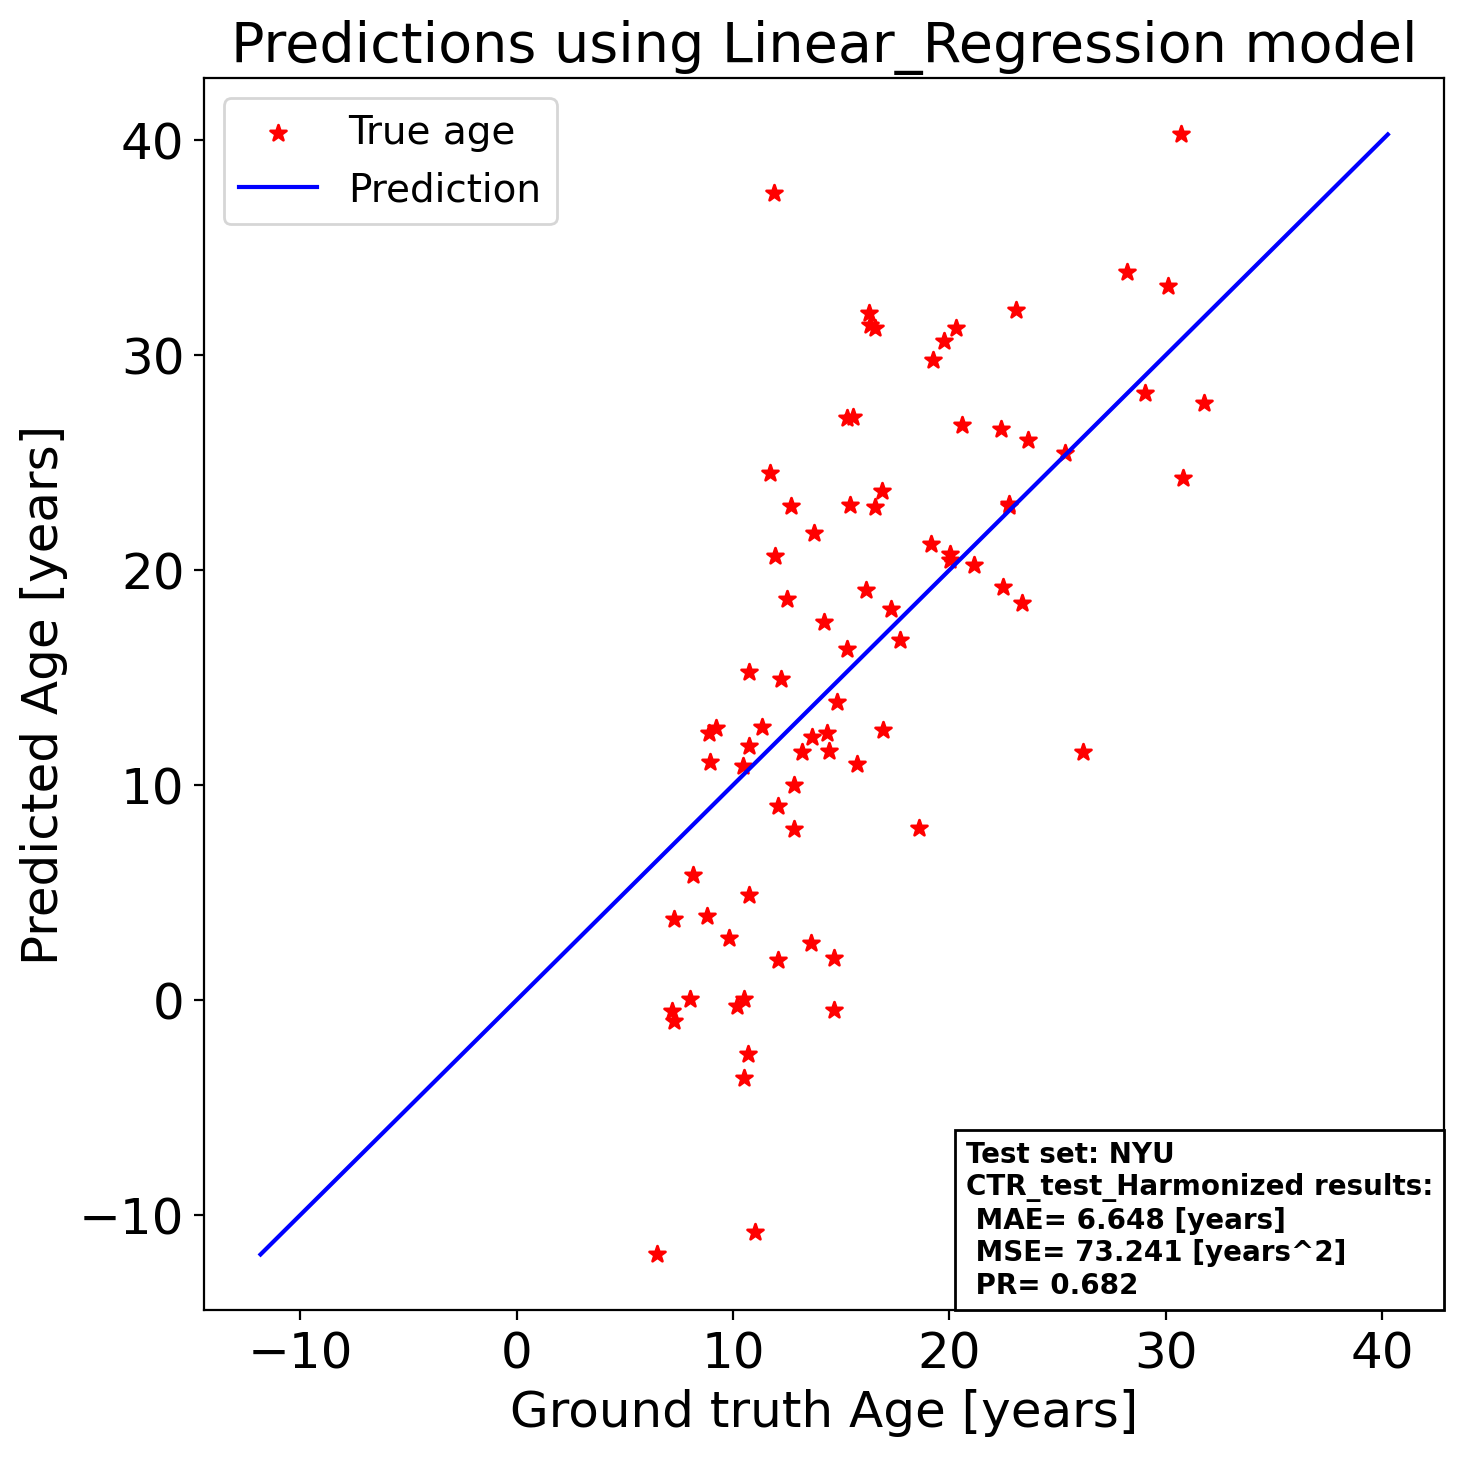 Predictions using Linear_Regression model
True age
Prediction
40
30
20
10
0
−10
Predicted Age [years]
Test set: NYU
CTR_test_Harmonized results:
MAE= 6.648 [years]
MSE= 73.241 [years^2]
PR= 0.682
−10 0 10 20 30 40
Ground truth Age [years]